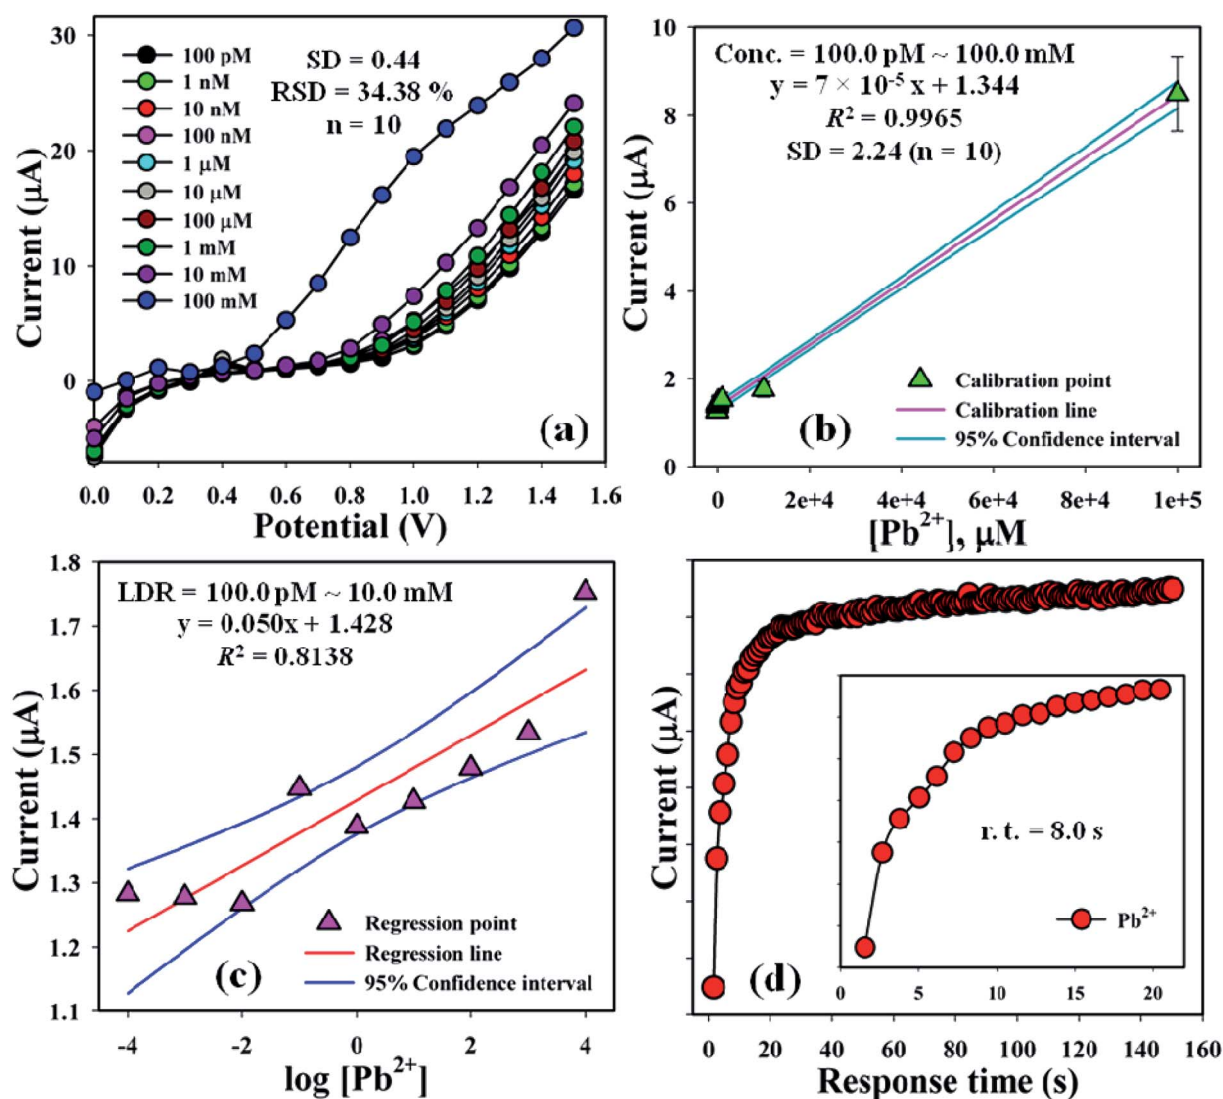 30
20
10
0
Current (µA)
100 pM
1 nM
10 nM
100 nM
1 µM
10 µM
100 µM
1 mM
10 mM
100 mM
SD = 0.44
RSD = 34.38 %
n = 10
(a)
0.0 0.2 0.4 0.6 0.8 1.0 1.2 1.4 1.6
Potential (V)
10
8
6
4
2
0
Current (µA)
Conc. = 100.0 pM ~ 100.0 mM
y = 7 × 10⁻⁵ x + 1.344
R² = 0.9965
SD = 2.24 (n = 10)
Calibration point
Calibration line
95% Confidence interval
(b)
0 2e+4 4e+4 6e+4 8e+4 1e+5
[Pb²⁺], µM
1.8
1.7
1.6
1.5
1.4
1.3
1.2
1.1
Current (µA)
LDR = 100.0 pM ~ 10.0 mM
y = 0.050x + 1.428
R² = 0.8138
Regression point
Regression line
95% Confidence interval
(c)
-4 -2 0 2 4
log [Pb²⁺]
Current (µA)
r. t. = 8.0 s
Pb²⁺
0 5 10 15 20
(d)
0 20 40 60 80 100 120 140 160
Response time (s)